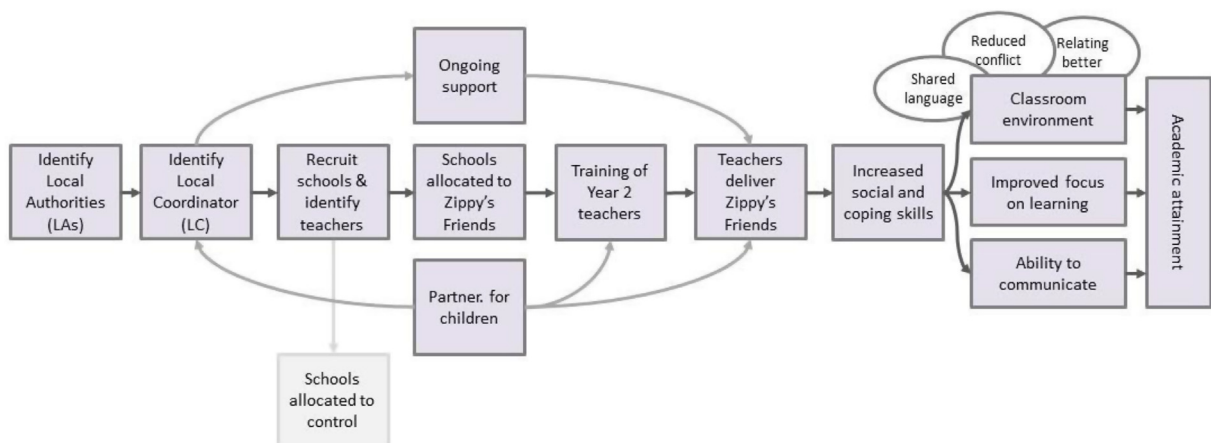 Reduced
conflict
Relating
better
Shared
language
Ongoing
support
Classroom
environment
Identify
Local
Authorities
(LAs)
Identify
Local
Coordinator
(LC)
Recruit
schools &
identify
teachers
Schools
allocated to
Zippy's
Friends
Training of
Year 2
teachers
Teachers
deliver
Zippy's
Friends
Increased
social and
coping skills
Improved focus
on learning
Academic attainment
Partner. for
children
Ability to
communicate
Schools
allocated to
control